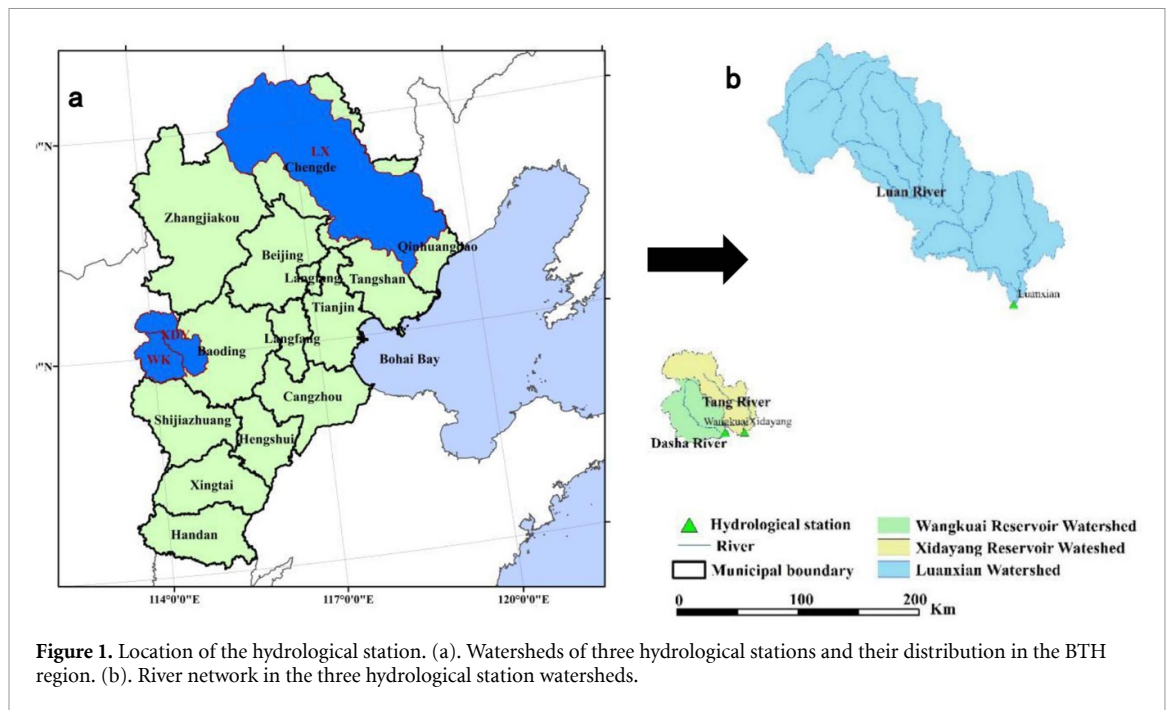 a
LX
Chengde
Zhangjiakou
Qinhuangdao
Beijing
Langfang
Tangshan
Tianjin
XDY
Baoding
Langfang
WK
Bohai Bay
Cangzhou
Shijiazhuang
Hengshui
Xingtai
Handan
0"N
0"N
114°0'0"E
117°0'0"E
120°0'0"E
b
Luan River
Luanxian
Tang River
Wangkuai
Xidayang
Dasha River
Hydrological station
River
Municipal boundary
Wangkuai Reservoir Watershed
Xidayang Reservoir Wateshed
Luanxian Watershed
0 100 200
Km
Figure 1. Location of the hydrological station. (a). Watersheds of three hydrological stations and their distribution in the BTH
region. (b). River network in the three hydrological station watersheds.